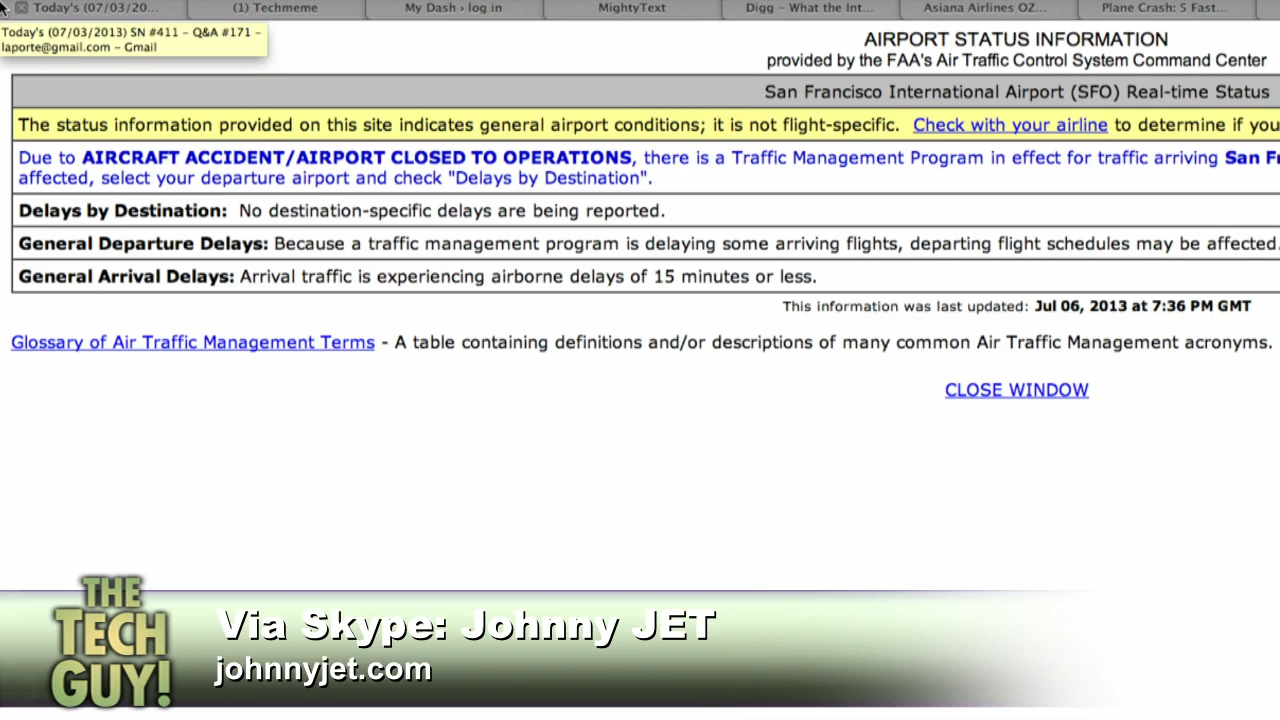 Today's (07/03/20...
(1) Techmeme
My Dash › log in
MightyText
Digg – What the Int...
Asiana Airlines OZ...
Plane Crash: 5 Fast...
Today's (07/03/2013) SN #411 – Q&A #171 –
laporte@gmail.com – Gmail
AIRPORT STATUS INFORMATION
provided by the FAA's Air Traffic Control System Command Center
San Francisco International Airport (SFO) Real-time Status
The status information provided on this site indicates general airport conditions; it is not flight-specific. Check with your airline to determine if you
Due to AIRCRAFT ACCIDENT/AIRPORT CLOSED TO OPERATIONS, there is a Traffic Management Program in effect for traffic arriving San Fr
affected, select your departure airport and check "Delays by Destination".
Delays by Destination: No destination-specific delays are being reported.
General Departure Delays: Because a traffic management program is delaying some arriving flights, departing flight schedules may be affected.
General Arrival Delays: Arrival traffic is experiencing airborne delays of 15 minutes or less.
This information was last updated: Jul 06, 2013 at 7:36 PM GMT
Glossary of Air Traffic Management Terms - A table containing definitions and/or descriptions of many common Air Traffic Management acronyms.
CLOSE WINDOW
THE
TECH
GUY!
Via Skype: Johnny JET
johnnyjet.com